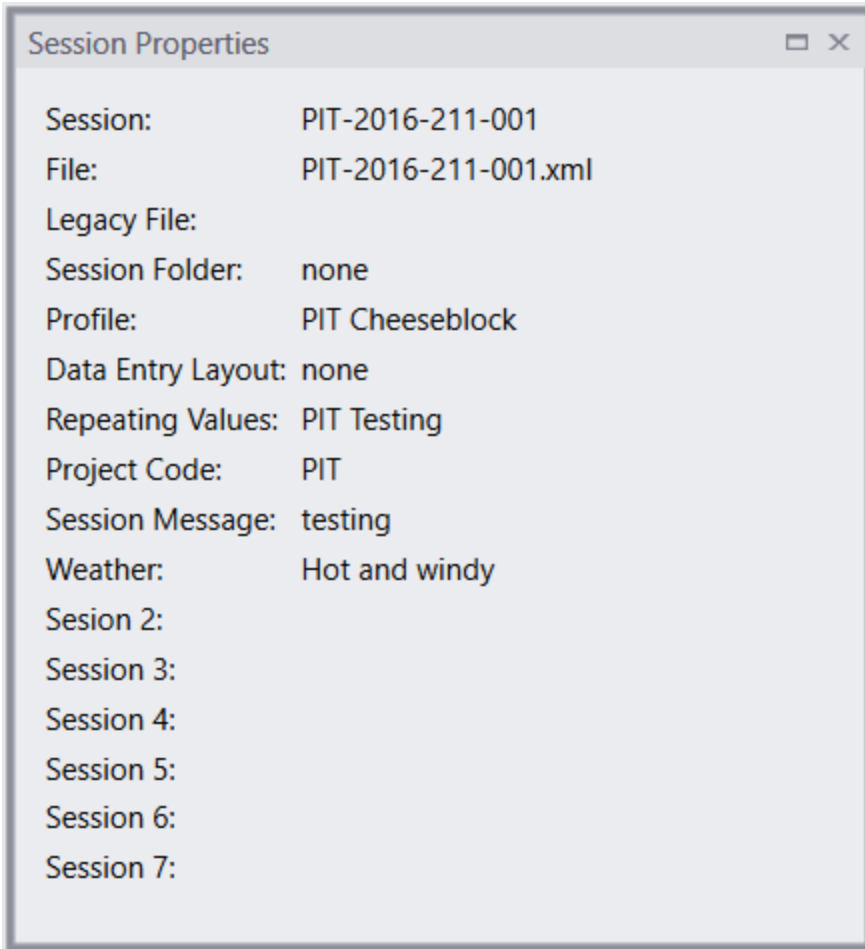 Session Properties
Session: PIT-2016-211-001
File: PIT-2016-211-001.xml
Legacy File:
Session Folder: none
Profile: PIT Cheeseblock
Data Entry Layout: none
Repeating Values: PIT Testing
Project Code: PIT
Session Message: testing
Weather: Hot and windy
Sesion 2:
Session 3:
Session 4:
Session 5:
Session 6:
Session 7: